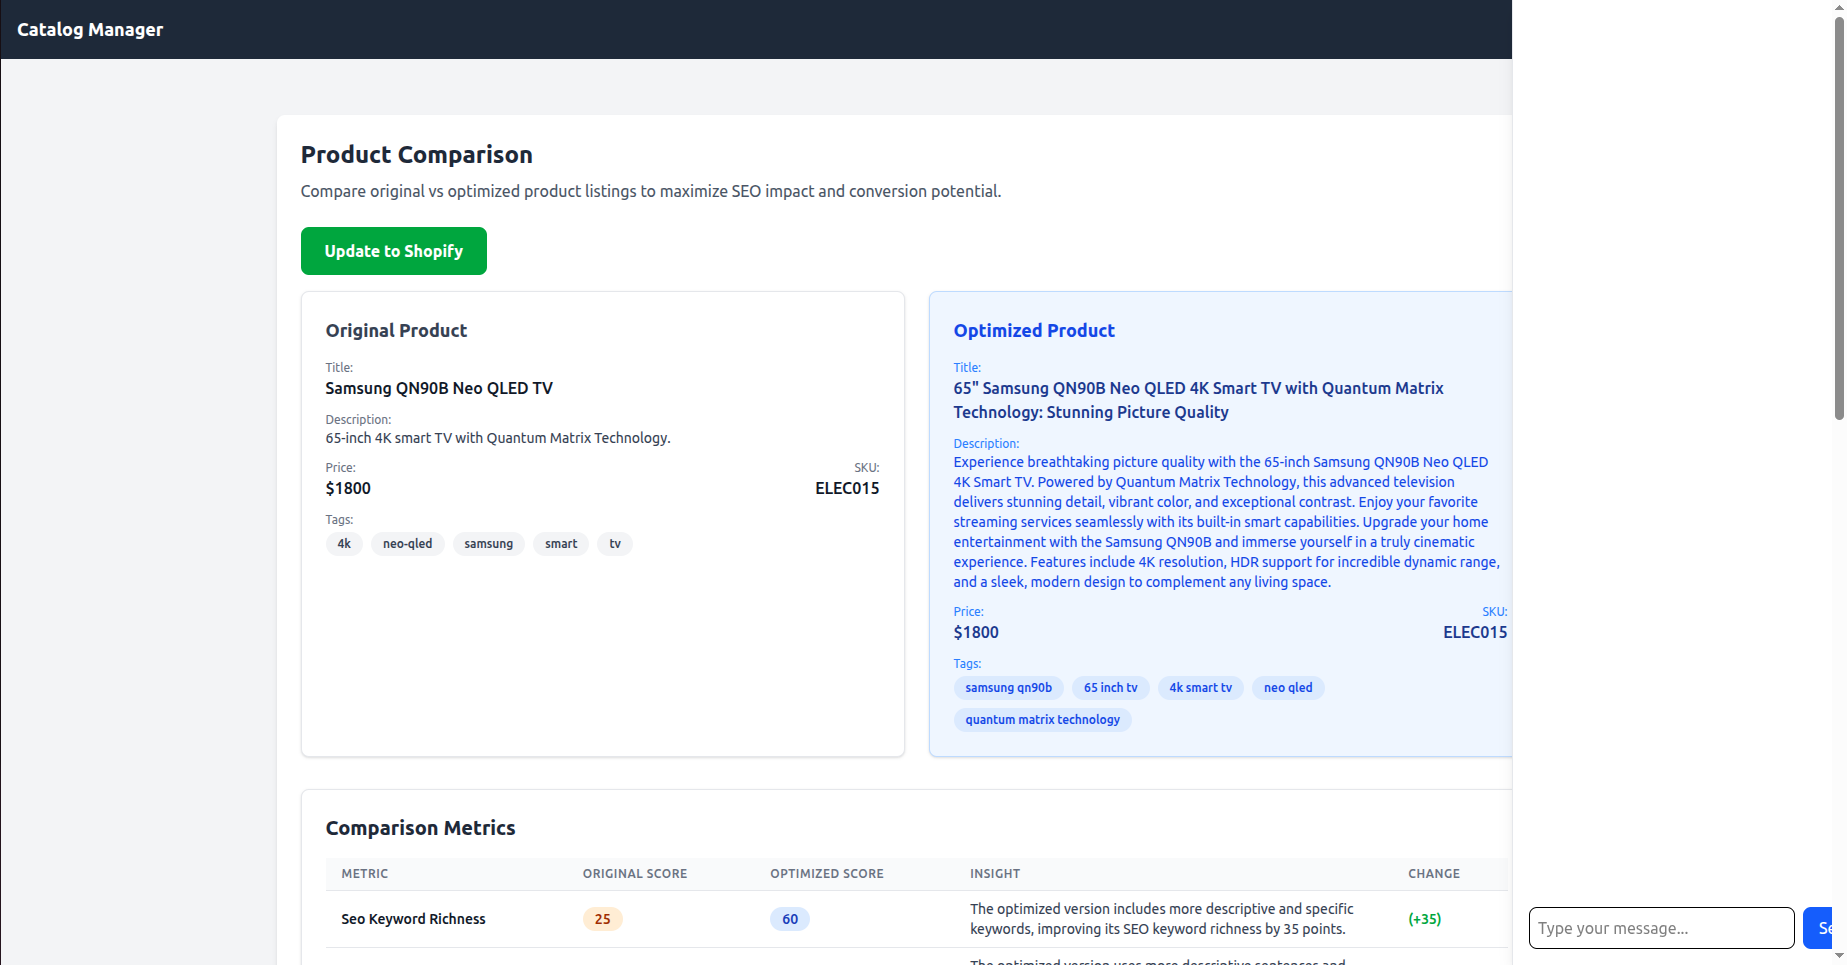 Catalog Manager
Product Comparison
Compare original vs optimized product listings to maximize SEO impact and conversion potential.
Update to Shopify
Original Product
Title:
Samsung QN90B Neo QLED TV
Description:
65-inch 4K smart TV with Quantum Matrix Technology.
Price:
SKU:
$1800
ELEC015
Tags:
4k
neo-qled
samsung
smart
tv
Optimized Product
Title:
65" Samsung QN90B Neo QLED 4K Smart TV with Quantum Matrix
Technology: Stunning Picture Quality
Description:
Experience breathtaking picture quality with the 65-inch Samsung QN90B Neo QLED
4K Smart TV. Powered by Quantum Matrix Technology, this advanced television
delivers stunning detail, vibrant color, and exceptional contrast. Enjoy your favorite
streaming services seamlessly with its built-in smart capabilities. Upgrade your home
entertainment with the Samsung QN90B and immerse yourself in a truly cinematic
experience. Features include 4K resolution, HDR support for incredible dynamic range,
and a sleek, modern design to complement any living space.
Price:
SKU:
$1800
ELEC015
Tags:
samsung qn90b
65 inch tv
4k smart tv
neo qled
quantum matrix technology
Comparison Metrics
METRIC ORIGINAL SCORE OPTIMIZED SCORE INSIGHT CHANGE
Seo Keyword Richness 25 60 The optimized version includes more descriptive and specific
keywords, improving its SEO keyword richness by 35 points. (+35)
The optimized version uses more descriptive sentences and
Type your message...